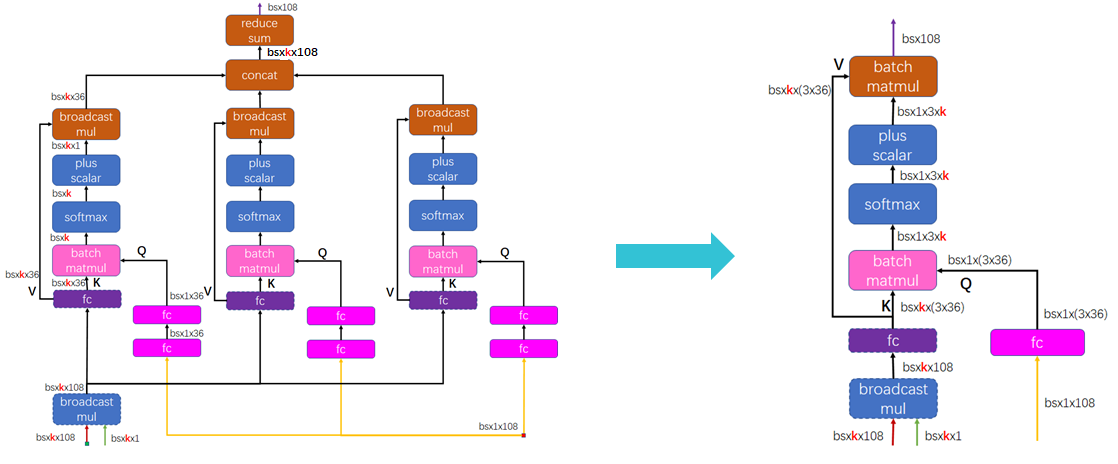 bsx108
reduce
sum
bsxkx108
concat
bsxkx36
broadcast
mul
bsxkx1
plus
scalar
bsxk
softmax
bsxk
batch
matmul
Q
bsxkx36
bsxkx36
K
V
fc
bsx1x36
fc
bsx1x36
fc
broadcast
mul
plus
scalar
softmax
batch
matmul
Q
K
V
fc
fc
fc
broadcast
mul
plus
scalar
softmax
batch
matmul
Q
K
V
fc
fc
fc
bsxkx108
broadcast
mul
bsxkx108
bsxkx1
bsx1x108
bsx108
V
batch
matmul
bsxkx(3x36)
bsx1x3xk
plus
scalar
bsx1x3xk
softmax
bsx1x3xk
batch
matmul
bsx1x(3x36)
Q
K
bsxkx(3x36)
bsx1x(3x36)
fc
fc
bsxkx108
broadcast
mul
bsx1x108
bsxkx108
bsxkx1